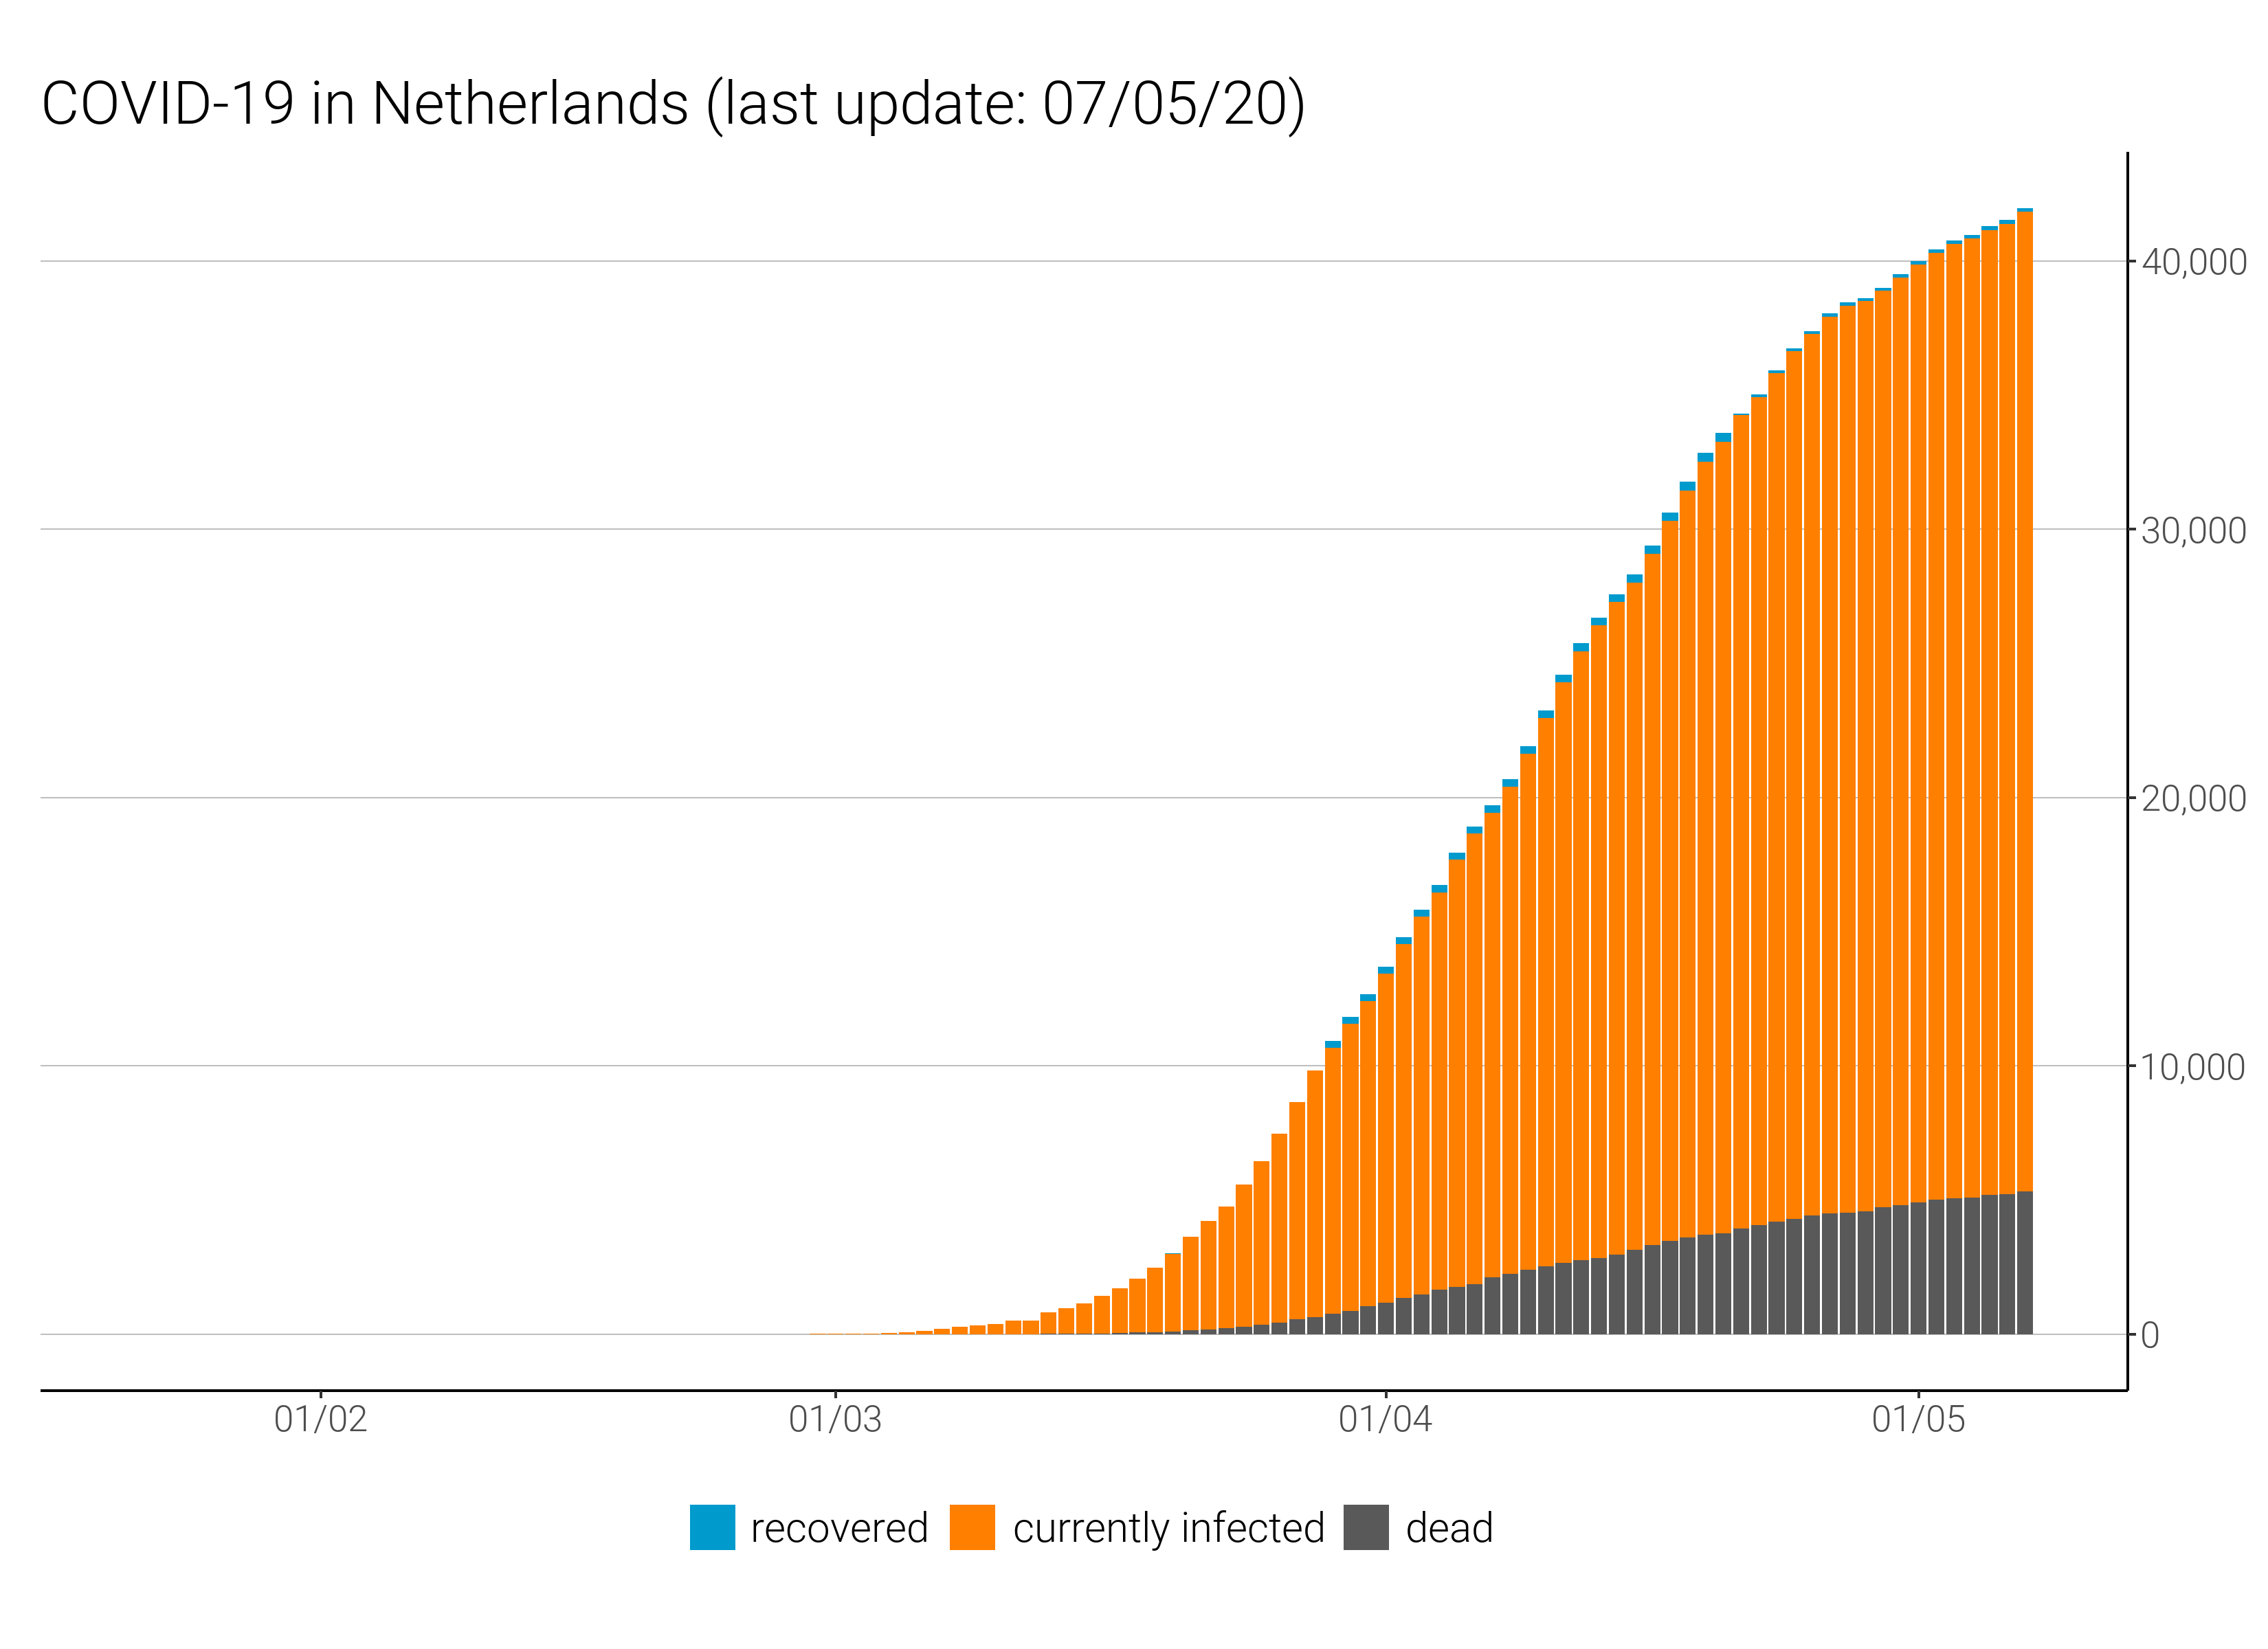 COVID-19 in Netherlands (last update: 07/05/20)
40,000
30,000
20,000
10,000
0
01/02 01/03 01/04 01/05
recovered currently infected dead